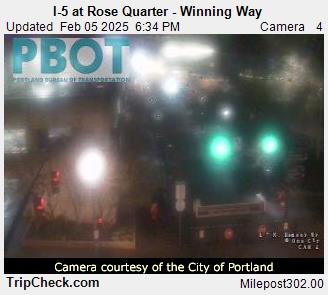 I-5 at Rose Quarter - Winning Way
Updated Feb 05 2025 6:34 PM Camera 4
PBOT
PORTLAND BUREAU OF TRANSPORTATION
Camera courtesy of the City of Portland
TripCheck.com Milepost302.00